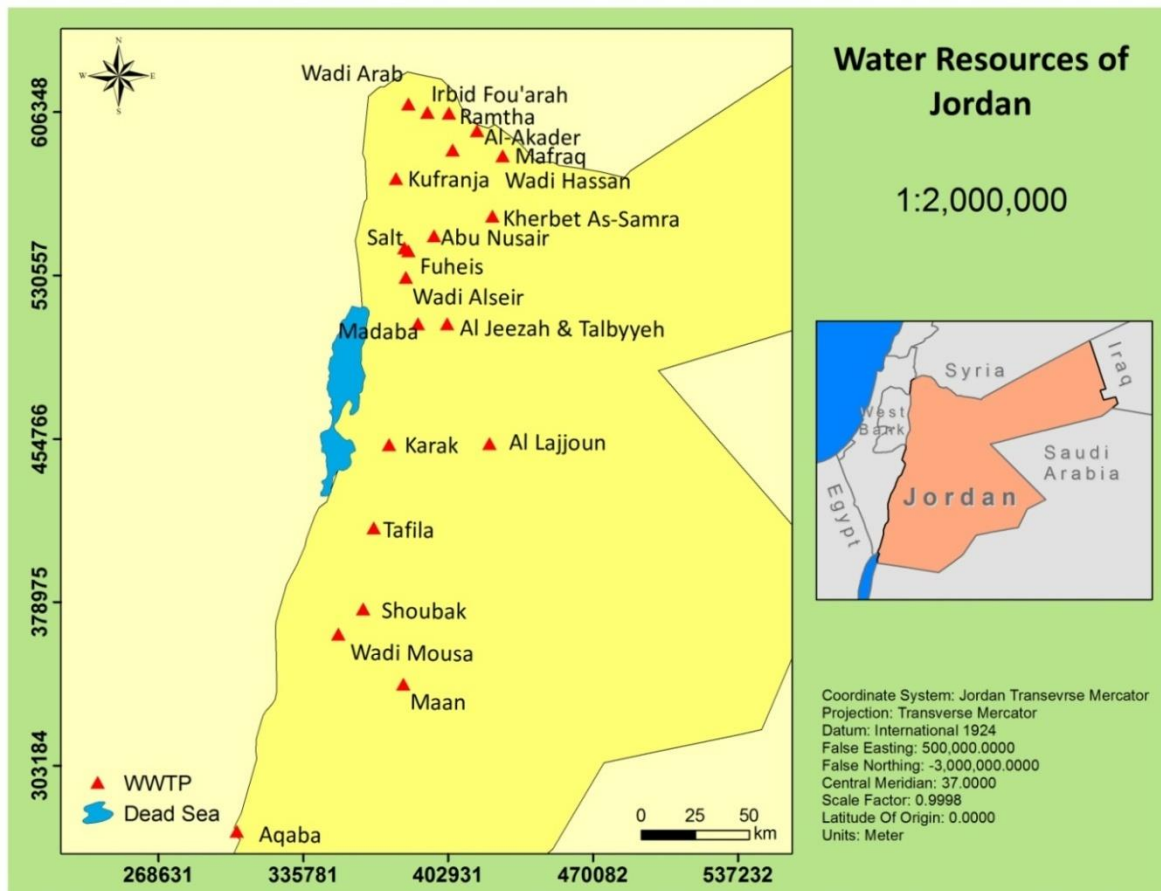 Water Resources of
Jordan
1:2,000,000
N
W
E
S
Wadi Arab
Irbid Fou'arah
Ramtha
Al-Akader
Mafraq
Wadi Hassan
Kufranja
Kherbet As-Samra
Salt
Abu Nusair
Fuheis
Wadi Alseir
Madaba
Al Jeezah & Talbyyeh
Karak
Al Lajjoun
Tafila
Shoubak
Wadi Mousa
Maan
Aqaba
WWTP
Dead Sea
0 25 50
km
606348
530557
454766
378975
303184
268631 335781 402931 470082 537232
Syria
Iraq
West
Bank
Saudi
Arabia
Jordan
Egypt
Coordinate System: Jordan Transevrse Mercator
Projection: Transverse Mercator
Datum: International 1924
False Easting: 500,000.0000
False Northing: -3,000,000.0000
Central Meridian: 37.0000
Scale Factor: 0.9998
Latitude Of Origin: 0.0000
Units: Meter